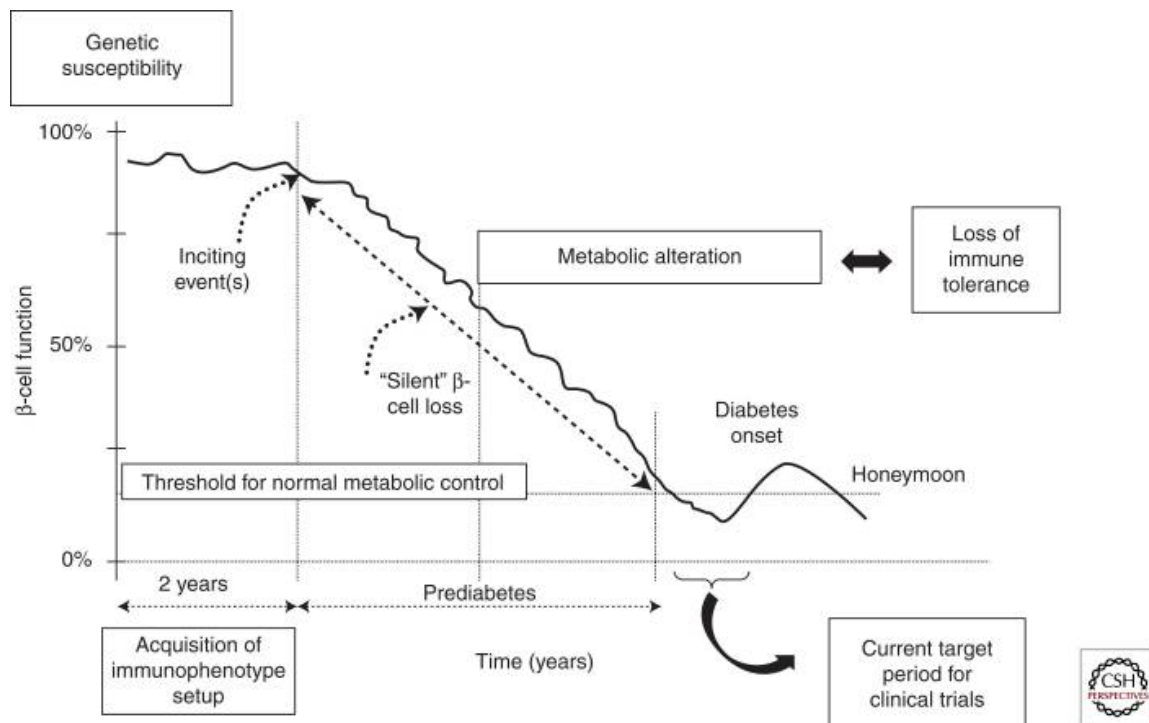 Genetic
susceptibility
100%
50%
0%
β-cell function
Inciting
event(s)
"Silent" β-
cell loss
Metabolic alteration
Loss of
immune
tolerance
Diabetes
onset
Honeymoon
Threshold for normal metabolic control
2 years
Prediabetes
Acquisition of
immunophenotype
setup
Time (years)
Current target
period for
clinical trials
CSH
PERSPECTIVES